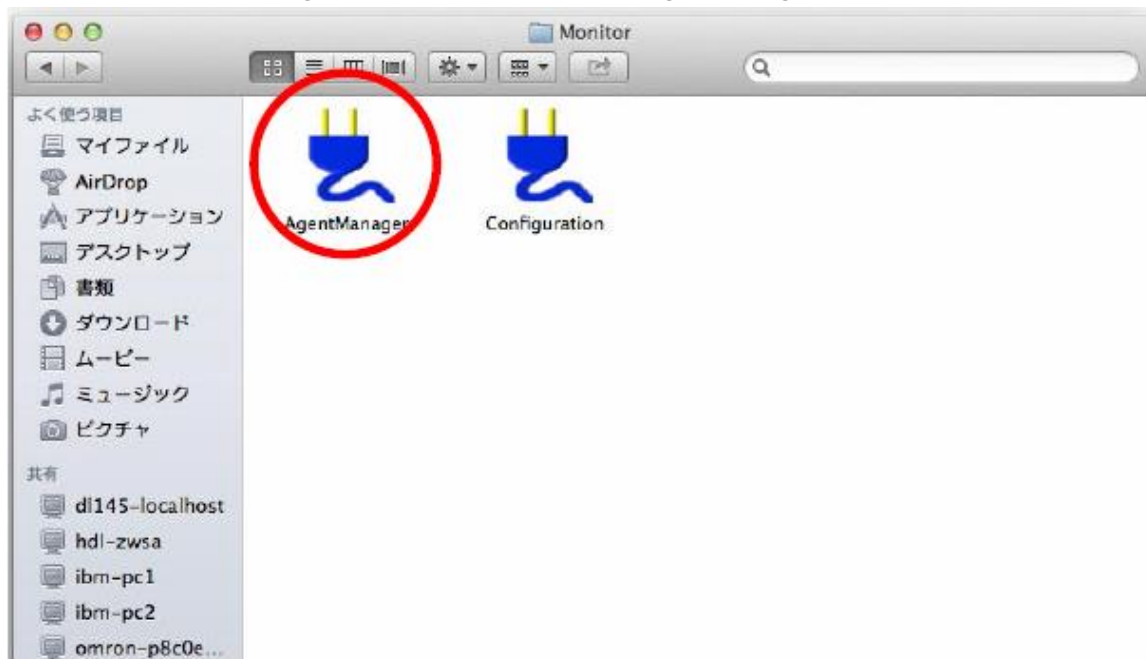 Monitor
よく使う項目
マイファイル
AirDrop
アプリケーション
デスクトップ
書類
ダウンロード
ムービー
ミュージック
ピクチャ
共有
dl145-localhost
hdl-zwsa
ibm-pc1
ibm-pc2
omron-p8c0e...
AgentManager
Configuration